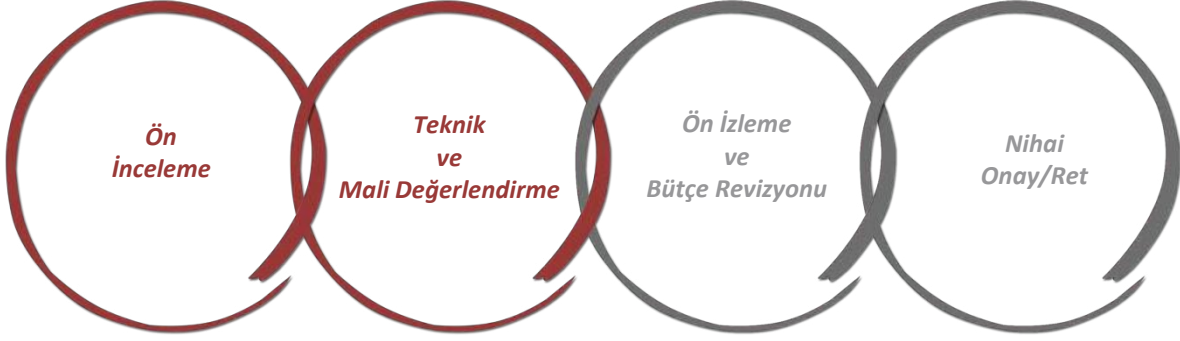 Ön
İnceleme
Teknik
ve
Mali Değerlendirme
Ön İzleme
ve
Bütçe Revizyonu
Nihai
Onay/Ret